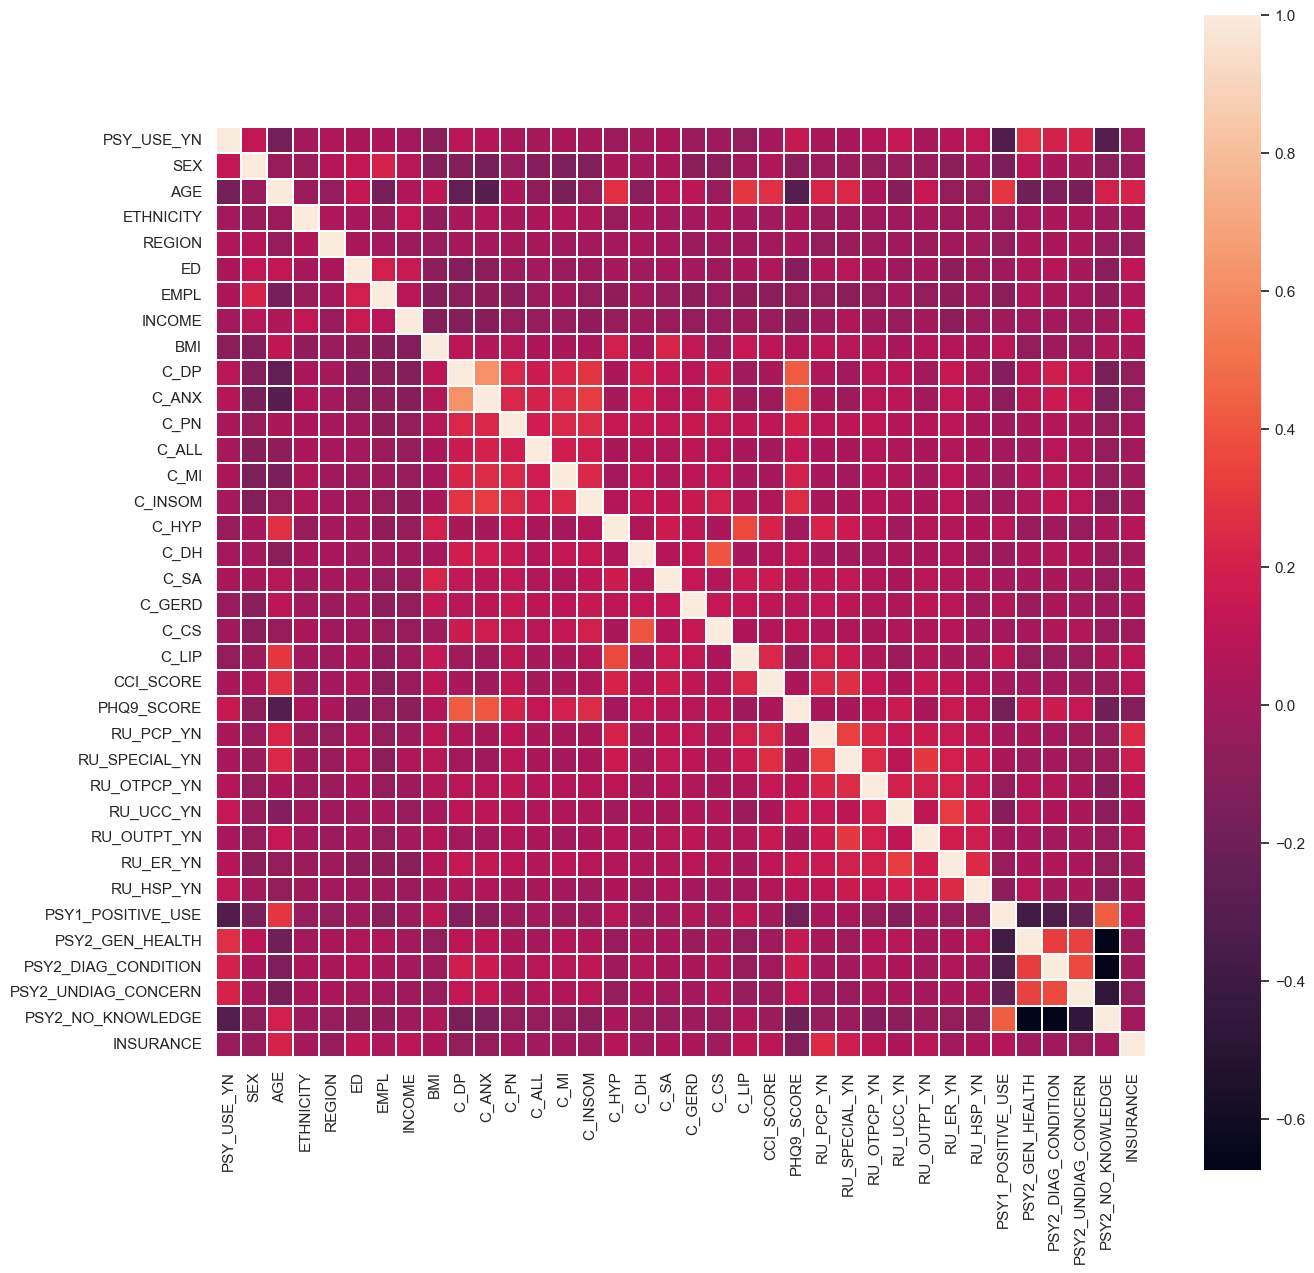 PSY_USE_YN
SEX
AGE
ETHNICITY
REGION
ED
EMPL
INCOME
BMI
C_DP
C_ANX
C_PN
C_ALL
C_MI
C_INSOM
C_HYP
C_DH
C_SA
C_GERD
C_CS
C_LIP
CCI_SCORE
PHQ9_SCORE
RU_PCP_YN
RU_SPECIAL_YN
RU_OTPCP_YN
RU_UCC_YN
RU_OUTPT_YN
RU_ER_YN
RU_HSP_YN
PSY1_POSITIVE_USE
PSY2_GEN_HEALTH
PSY2_DIAG_CONDITION
PSY2_UNDIAG_CONCERN
PSY2_NO_KNOWLEDGE
INSURANCE
PSY_USE_YN
SEX
AGE
ETHNICITY
REGION
ED
EMPL
INCOME
BMI
C_DP
C_ANX
C_PN
C_ALL
C_MI
C_INSOM
C_HYP
C_DH
C_SA
C_GERD
C_CS
C_LIP
CCI_SCORE
PHQ9_SCORE
RU_PCP_YN
RU_SPECIAL_YN
RU_OTPCP_YN
RU_UCC_YN
RU_OUTPT_YN
RU_ER_YN
RU_HSP_YN
PSY1_POSITIVE_USE
PSY2_GEN_HEALTH
PSY2_DIAG_CONDITION
PSY2_UNDIAG_CONCERN
PSY2_NO_KNOWLEDGE
INSURANCE
1.0
0.8
0.6
0.4
0.2
0.0
−0.2
−0.4
−0.6